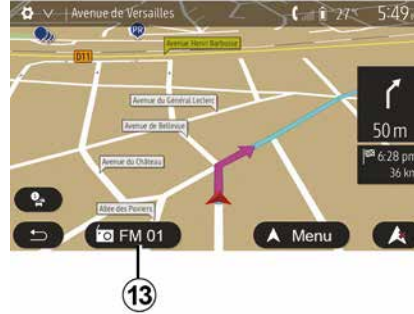 Avenue de Versailles 27° 5:49
PR
D11
Avenue Henri Barbusse
Avenue du Général Leclerc
Avenue de Bellevue
50 m
Avenue du Château
6:28 pm
36 km
Allée des Poiriers
FM 01
Menu
13